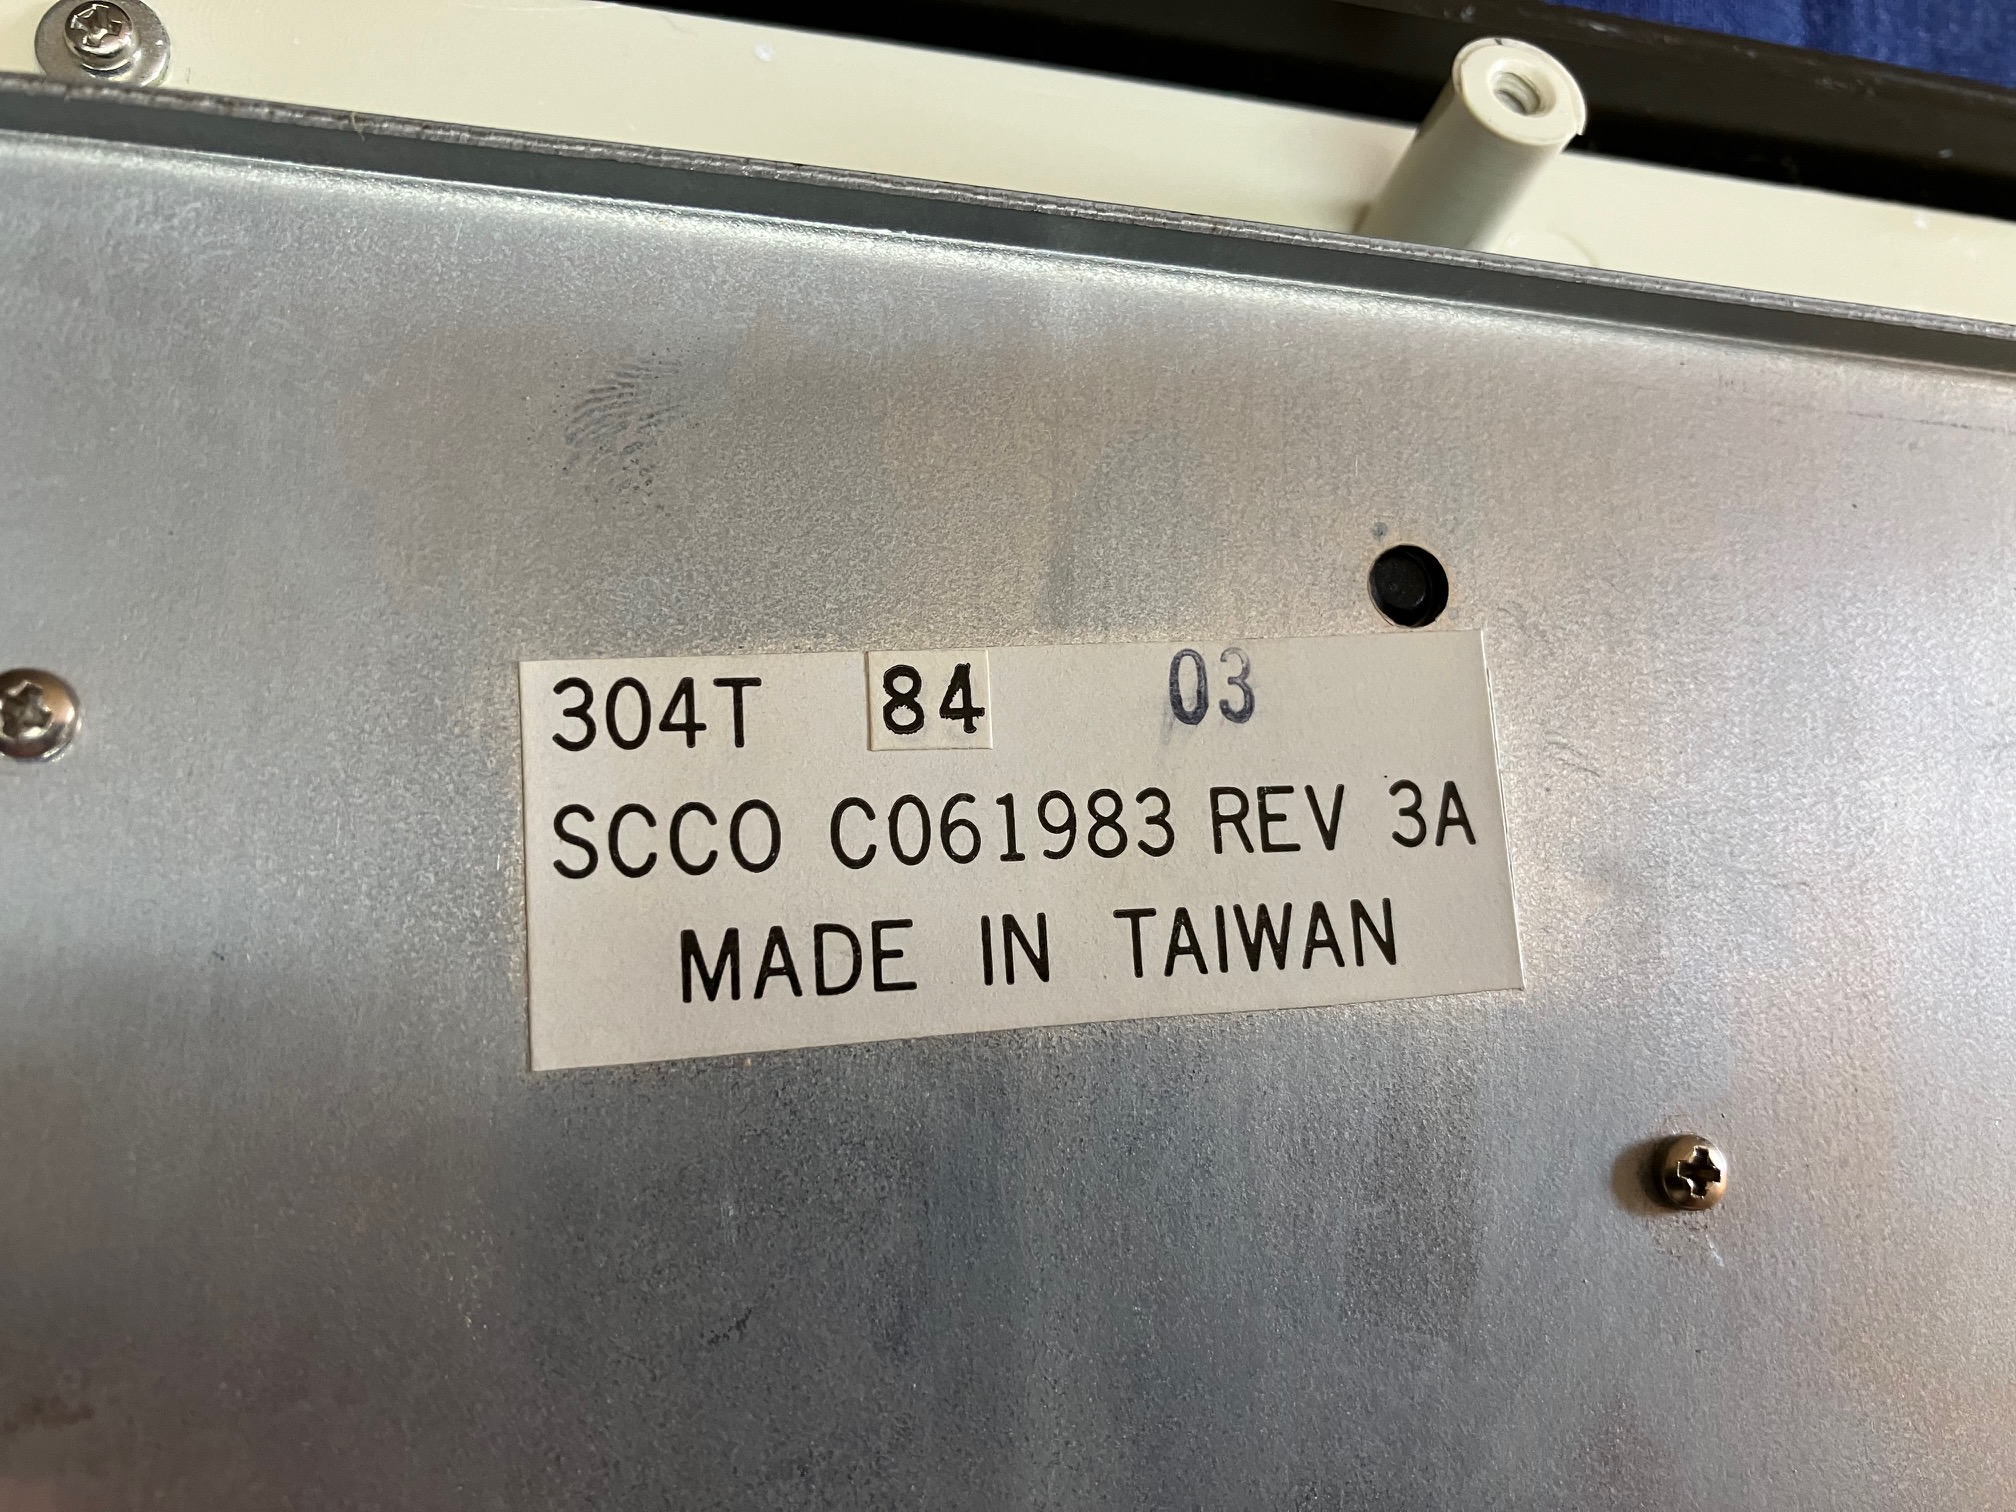 304T 84 03
SCCO C061983 REV 3A
MADE IN TAIWAN